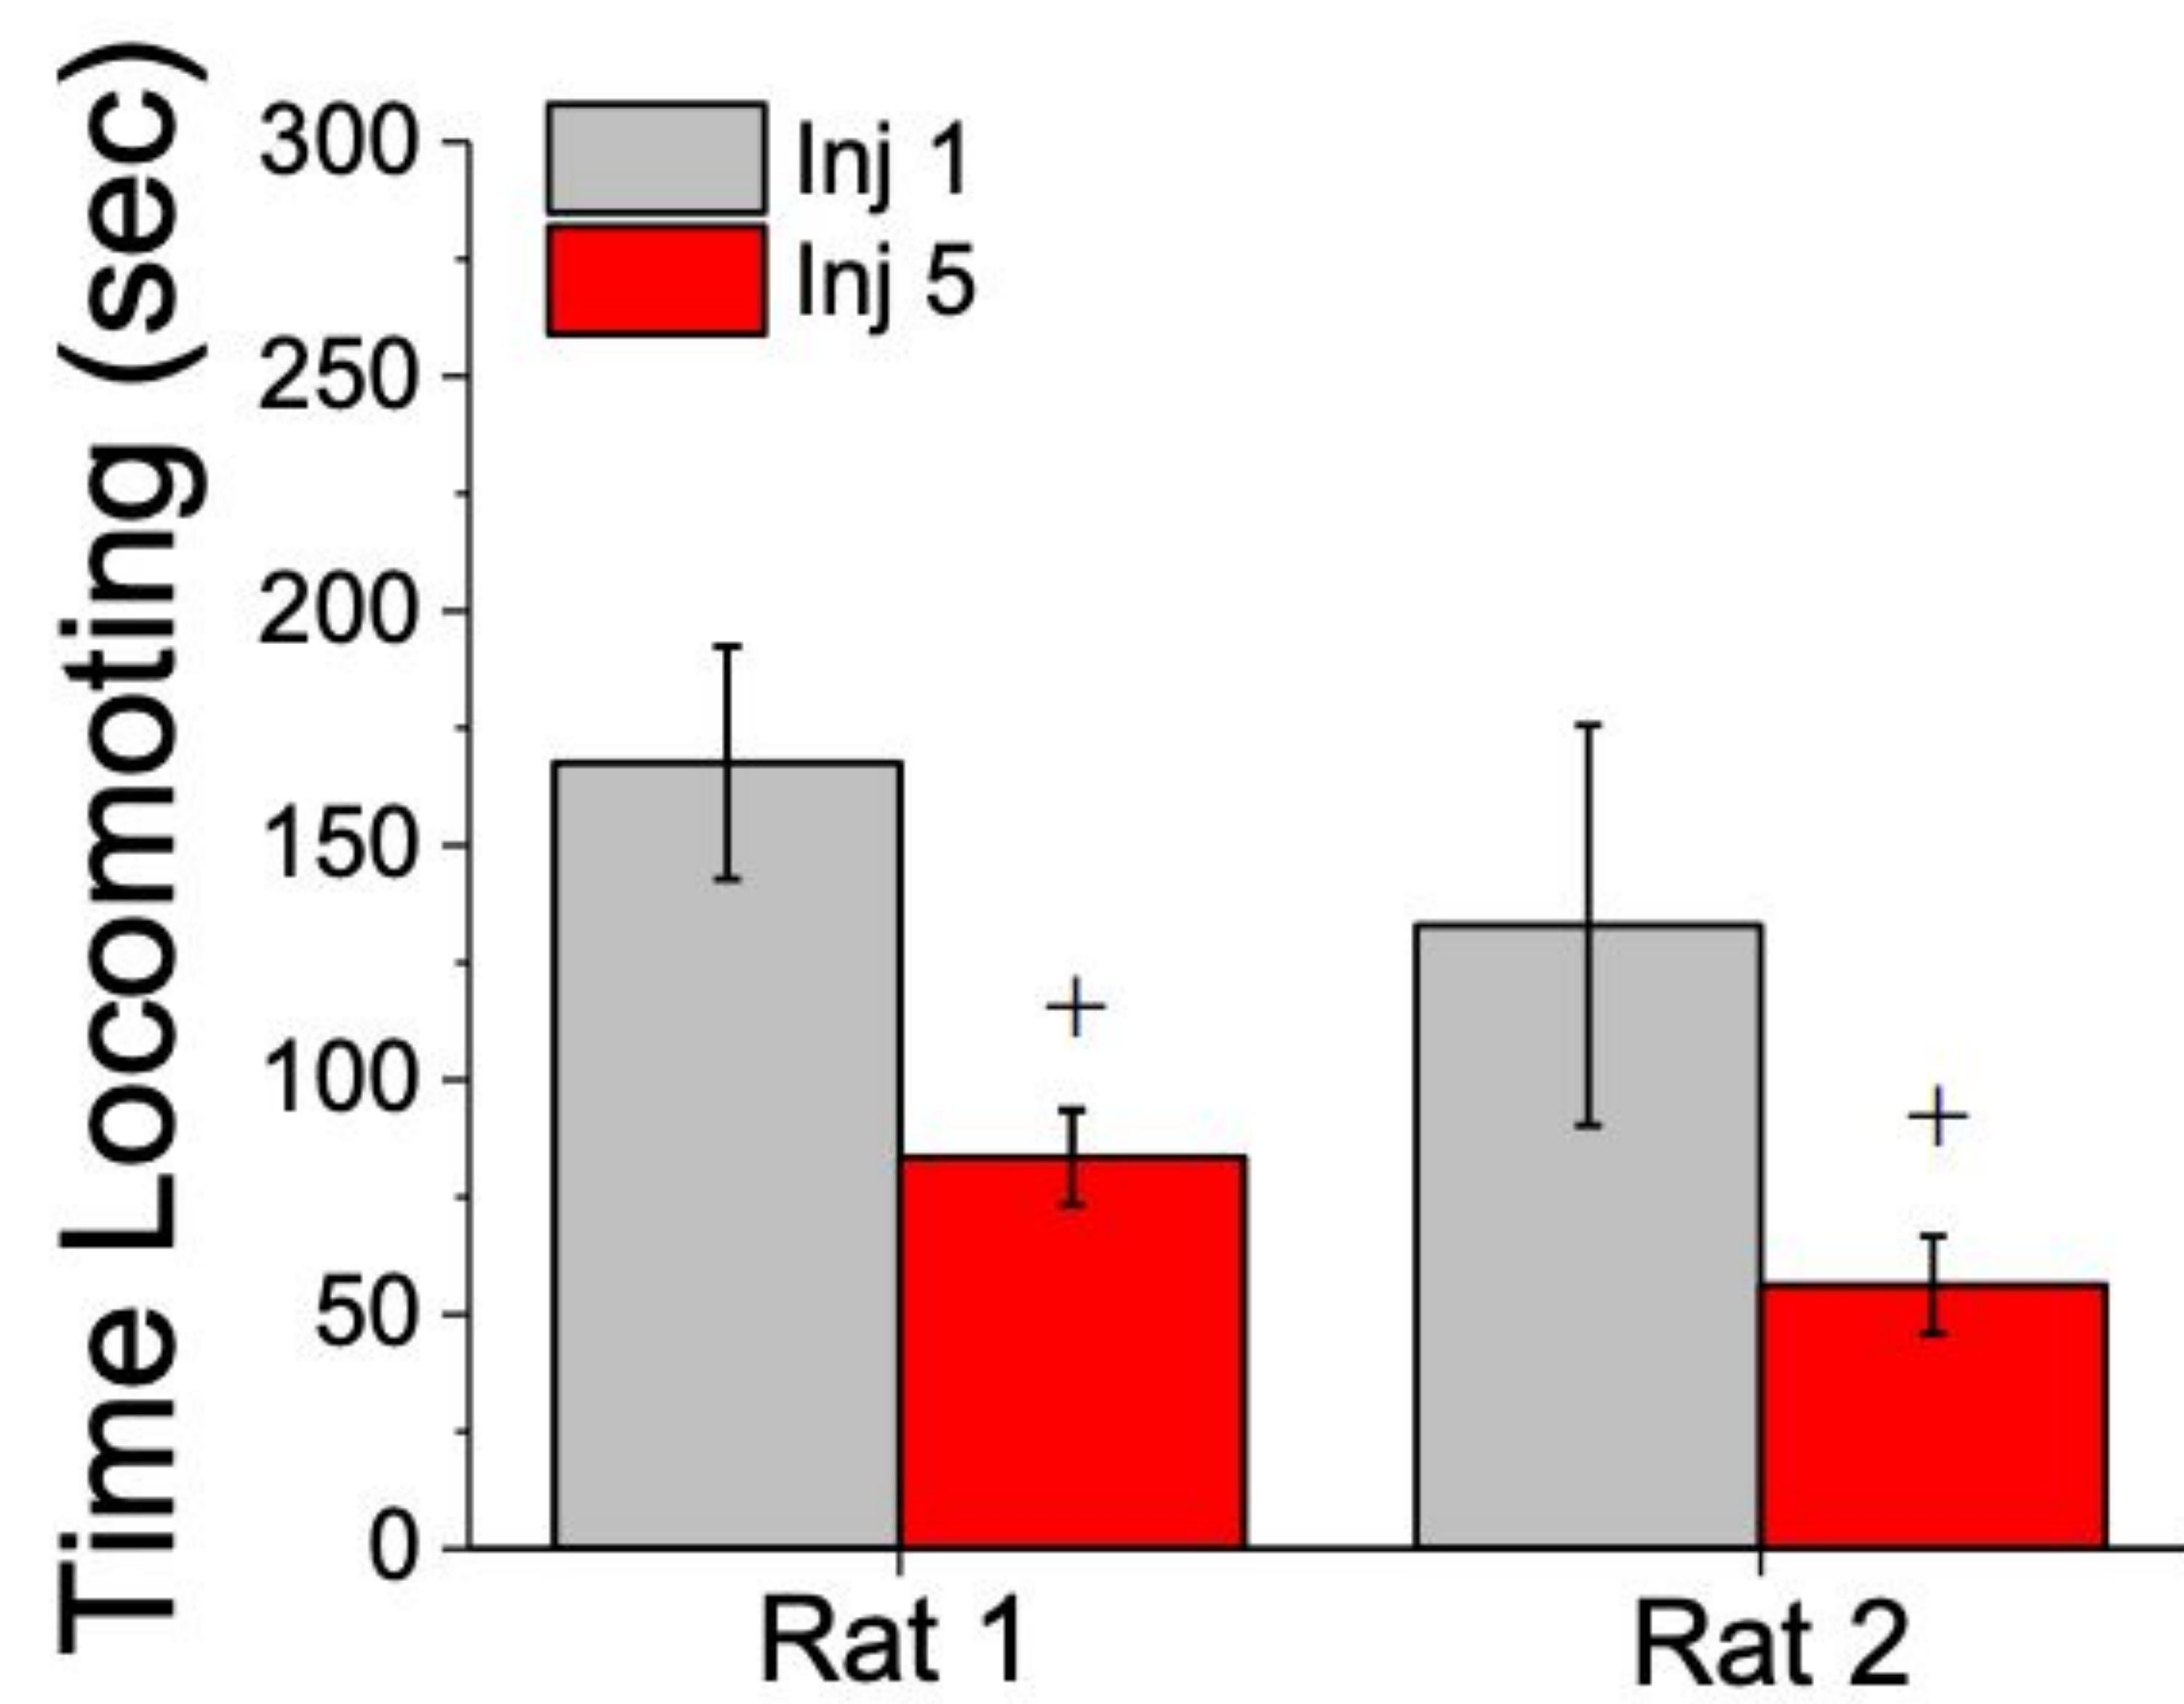 Time Locomoting (sec)
300
250
200
150
100
50
0
Inj 1
Inj 5
+
+
Rat 1
Rat 2